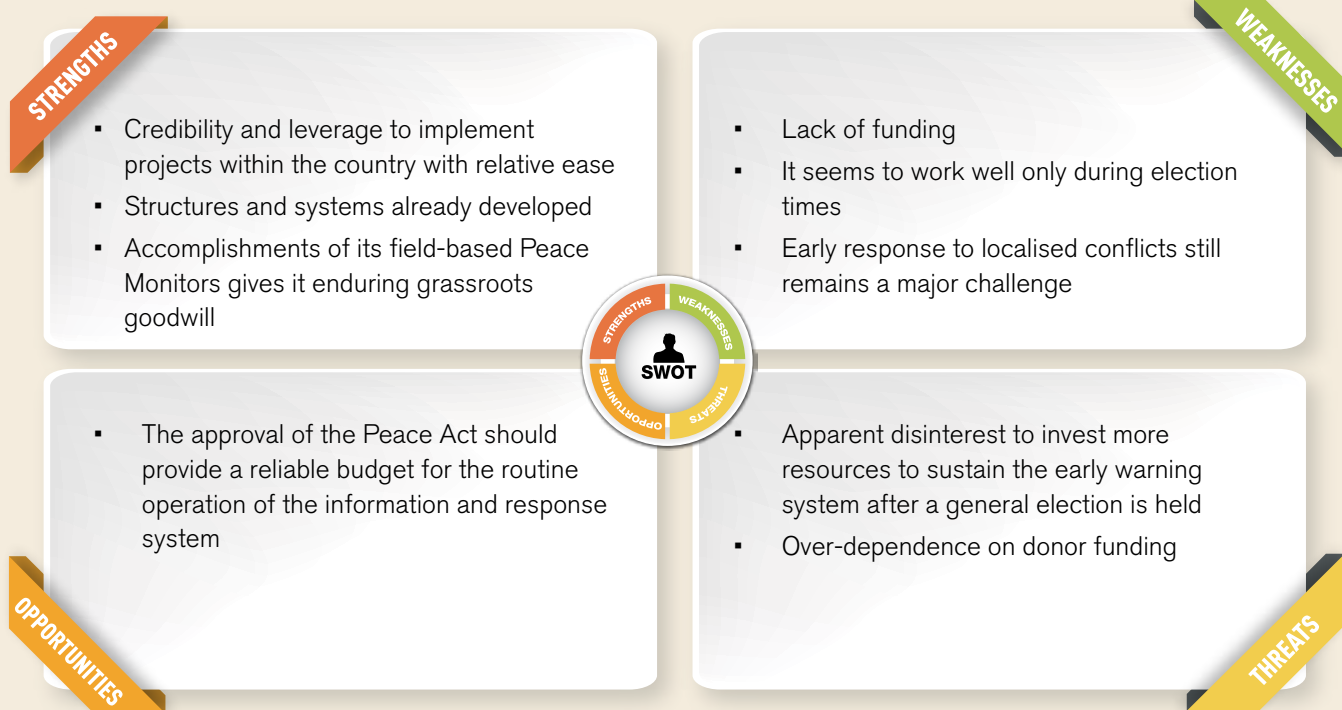 STRENGTHS
▪ Credibility and leverage to implement
projects within the country with relative ease
▪ Structures and systems already developed
▪ Accomplishments of its field-based Peace
Monitors gives it enduring grassroots
goodwill
WEAKNESSES
▪ Lack of funding
▪ It seems to work well only during election
times
▪ Early response to localised conflicts still
remains a major challenge
STRENGTHS
WEAKNESSES
SWOT
OPPORTUNITIES
THREATS
▪ The approval of the Peace Act should
provide a reliable budget for the routine
operation of the information and response
system
OPPORTUNITIES
▪ Apparent disinterest to invest more
resources to sustain the early warning
system after a general election is held
▪ Over-dependence on donor funding
THREATS